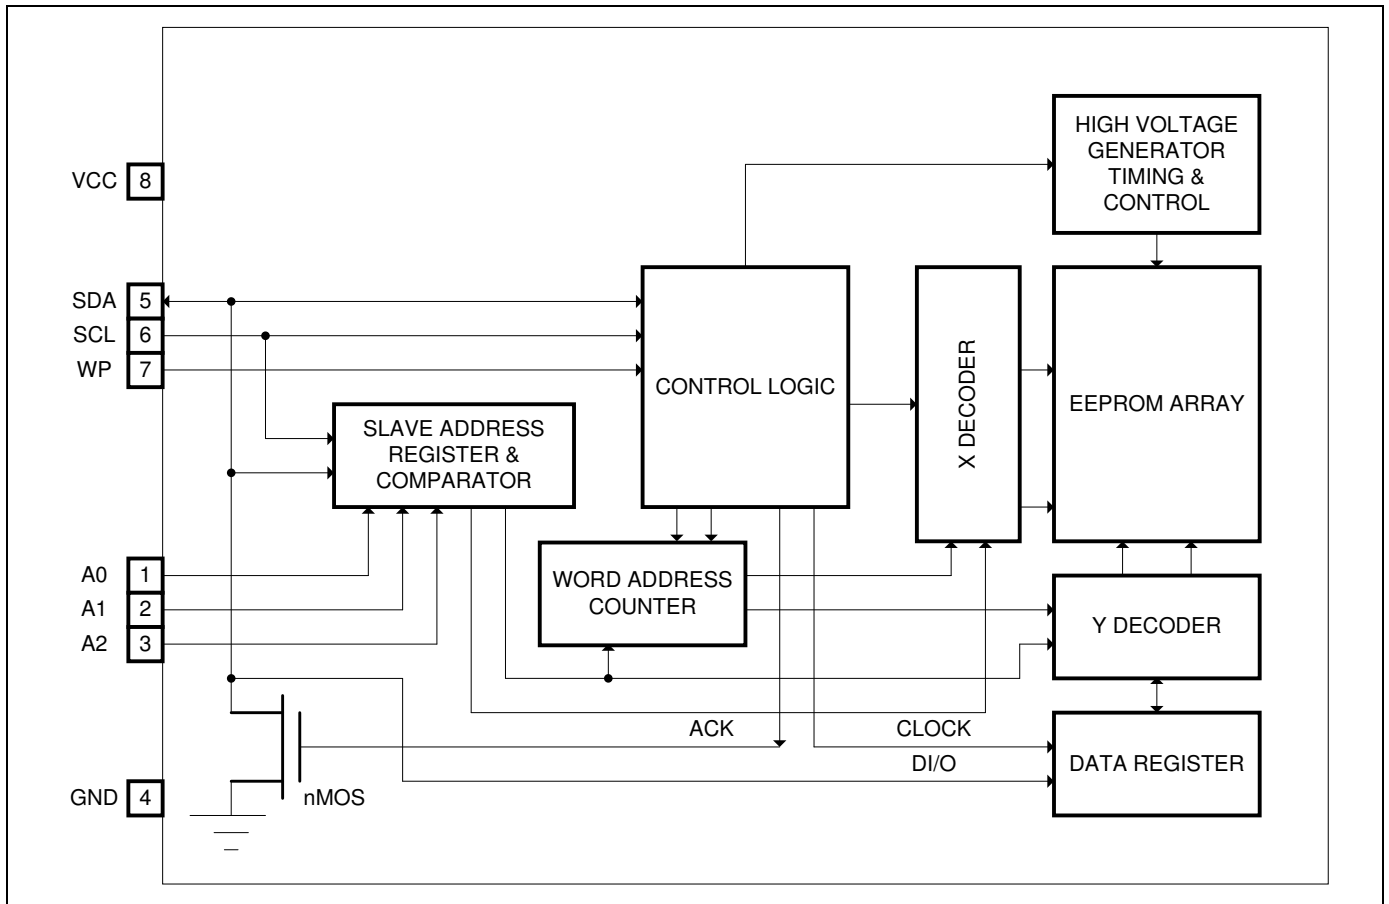 HIGH VOLTAGE
GENERATOR
TIMING &
CONTROL
VCC 8
SDA 5
SCL 6
WP 7
CONTROL LOGIC
X DECODER
EEPROM ARRAY
SLAVE ADDRESS
REGISTER &
COMPARATOR
A0 1
A1 2
A2 3
WORD ADDRESS
COUNTER
Y DECODER
ACK
CLOCK
DI/O
DATA REGISTER
GND 4
nMOS